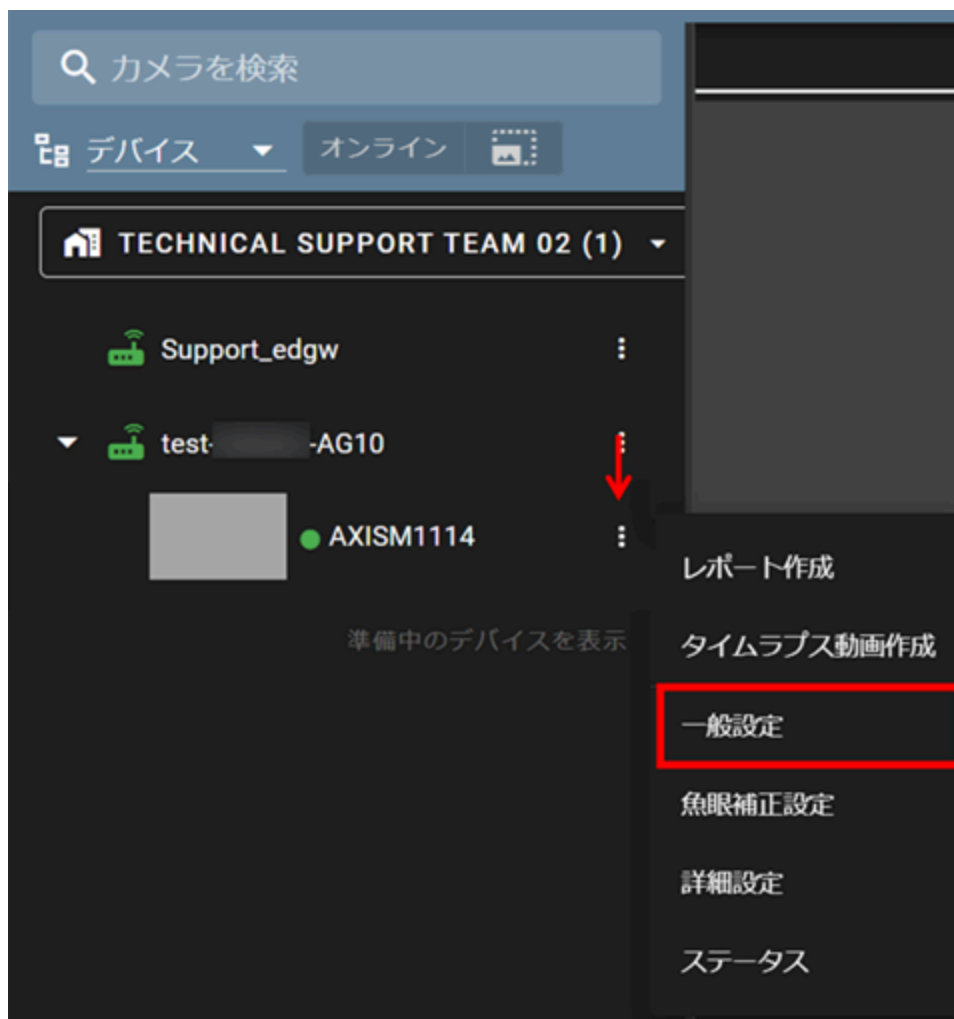 カメラを検索
デバイス オンライン
TECHNICAL SUPPORT TEAM 02 (1)
Support_edgw
test- -AG10
AXISM1114
準備中のデバイスを表示
レポート作成
タイムラプス動画作成
一般設定
魚眼補正設定
詳細設定
ステータス